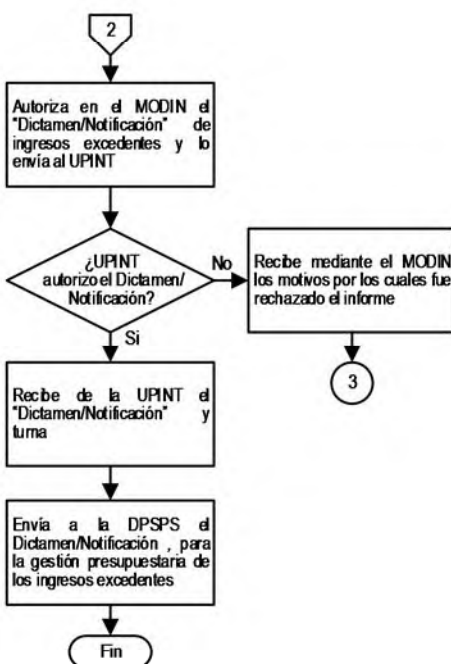 2
Autoriza en el MODIN el
"Dictamen/Notificación" de
ingresos excedentes y lo
envía al UPINT
¿UPINT
autorizo el Dictamen/
Notificación?
No
Recibe mediante el MODIN
los motivos por los cuales fue
rechazado el informe
3
Si
Recibe de la UPINT el
"Dictamen/Notificación" y
turna
Envía a la DPSPS el
Dictamen/Notificación , para
la gestión presupuestaria de
los ingresos excedentes
Fin